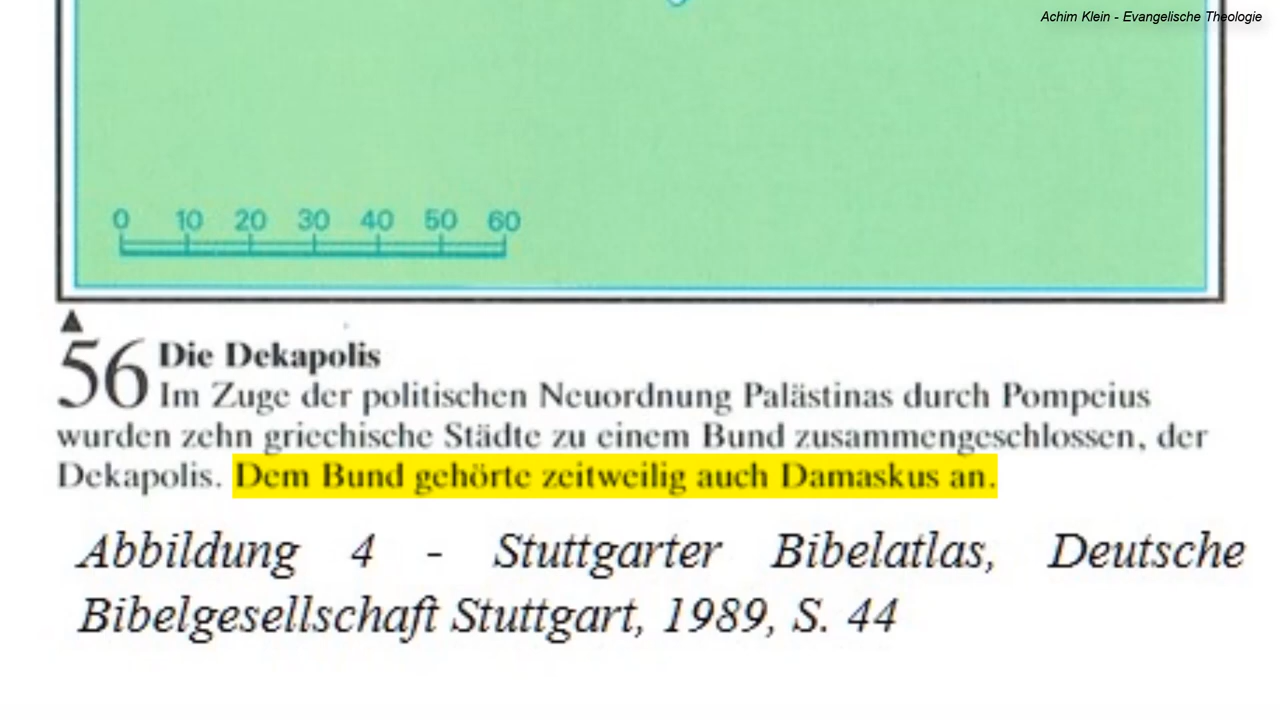 Achim Klein - Evangelische Theologie
0 10 20 30 40 50 60
56 Die Dekapolis
Im Zuge der politischen Neuordnung Palästinas durch Pompeius
wurden zehn griechische Städte zu einem Bund zusammengeschlossen, der
Dekapolis. Dem Bund gehörte zeitweilig auch Damaskus an.
Abbildung 4 - Stuttgarter Bibelatlas, Deutsche
Bibelgesellschaft Stuttgart, 1989, S. 44